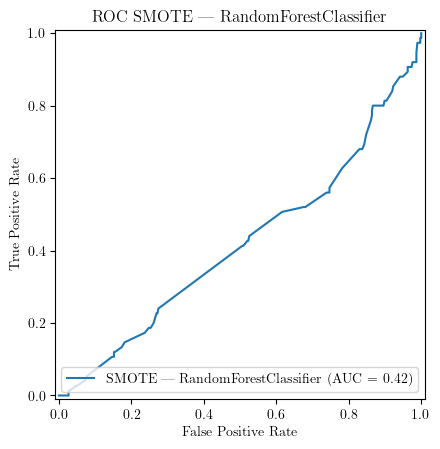 ROC SMOTE — RandomForestClassifier
1.0
0.8
0.6
0.4
0.2
0.0
True Positive Rate
SMOTE — RandomForestClassifier (AUC = 0.42)
0.0 0.2 0.4 0.6 0.8 1.0
False Positive Rate